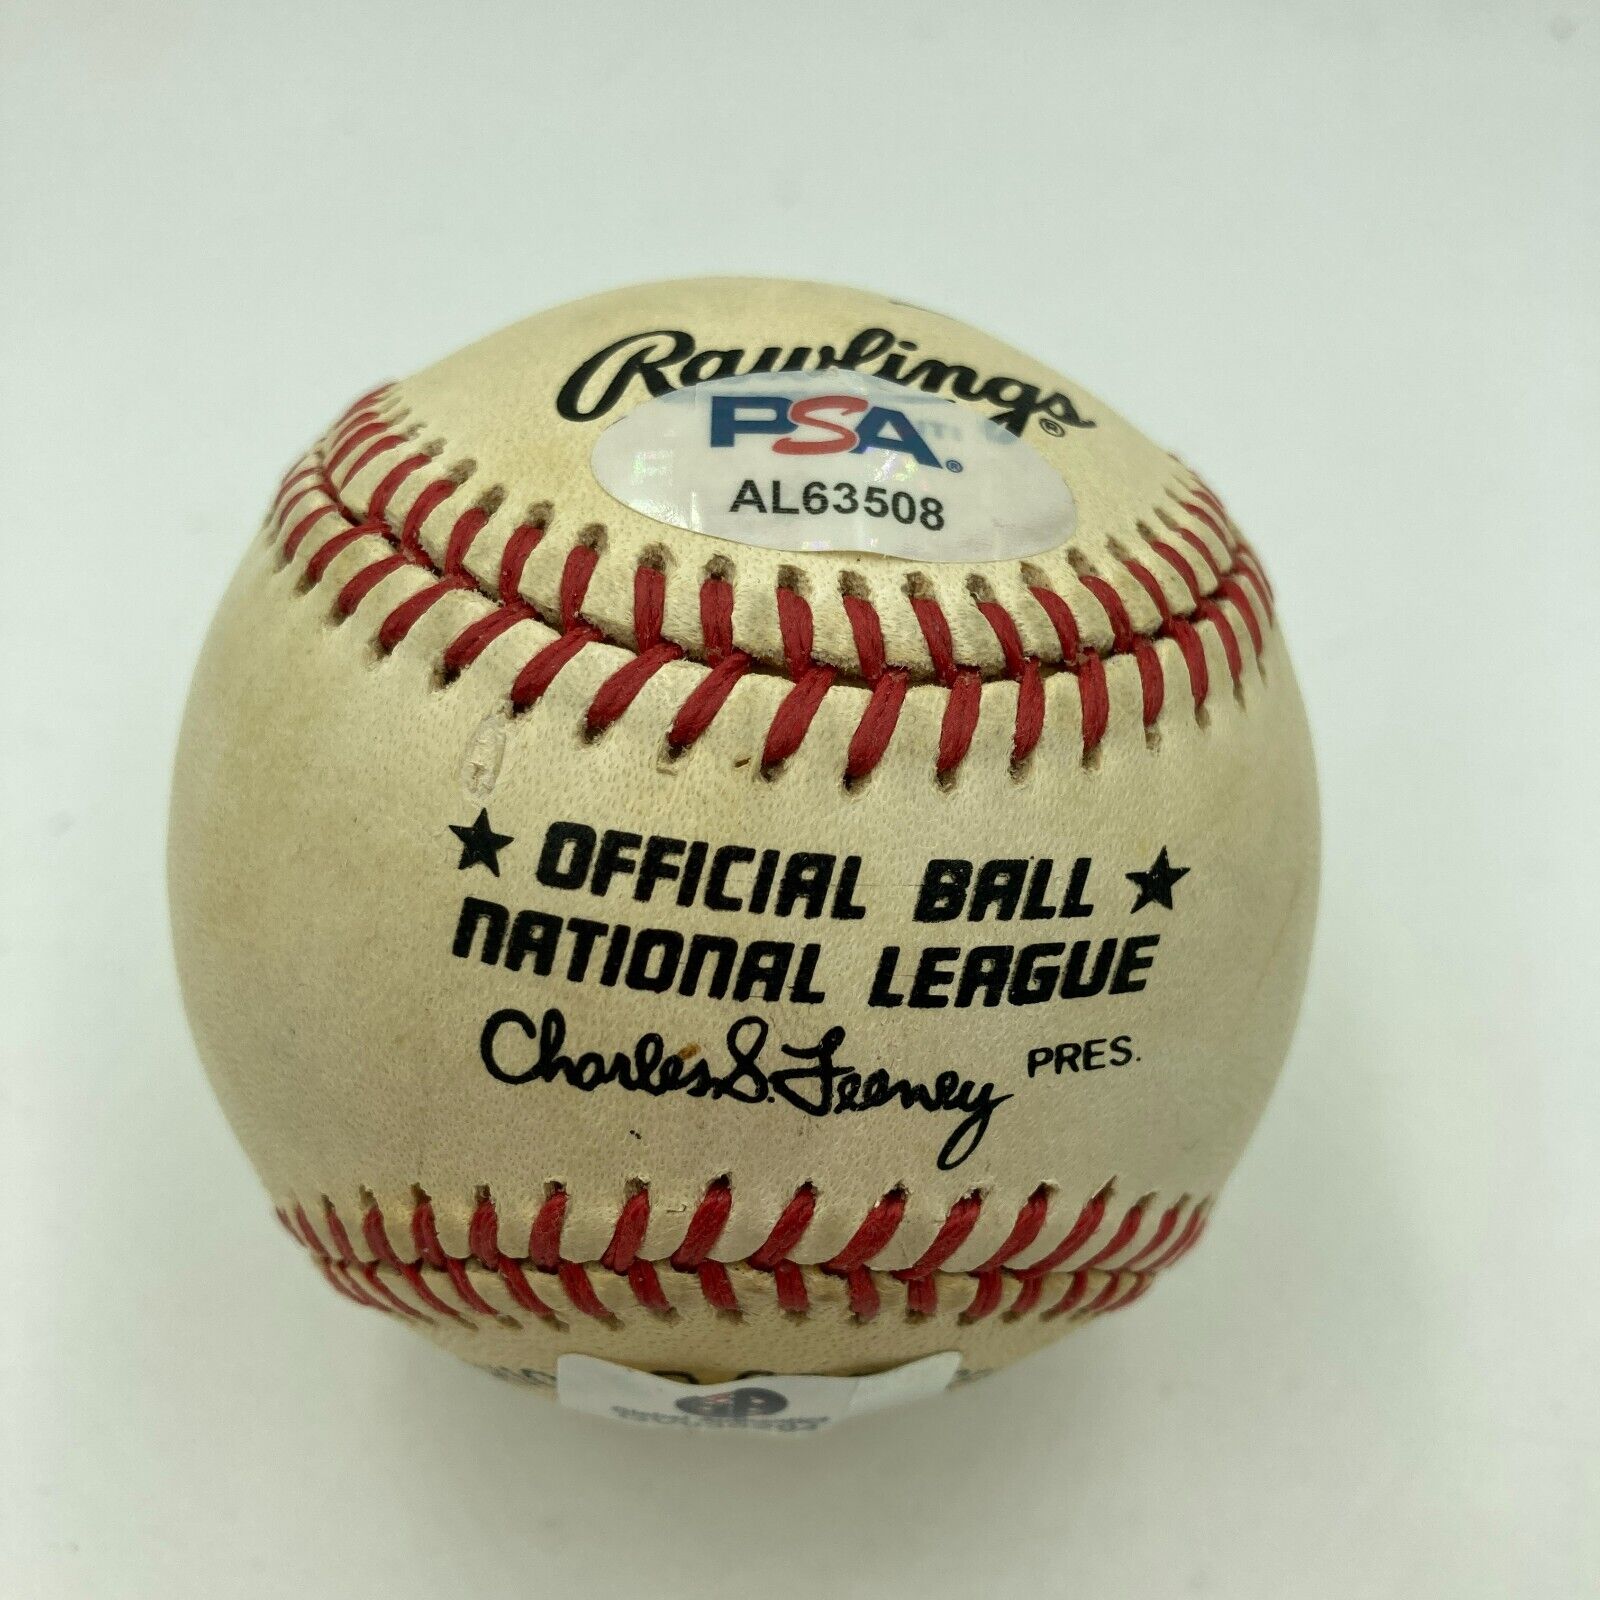 Rawlings®
PSA®
AL63508
★ OFFICIAL BALL ★
NATIONAL LEAGUE
Charles S. Feeney PRES.